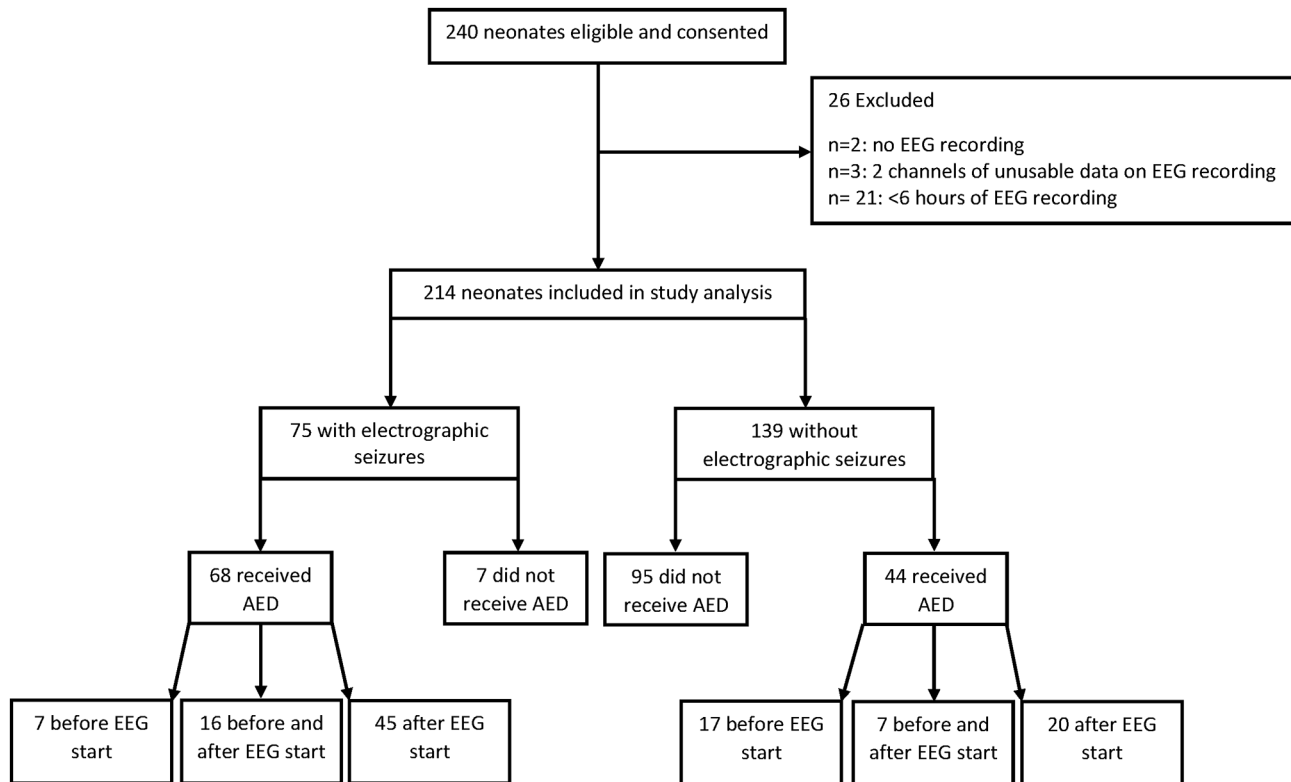 240 neonates eligible and consented
26 Excluded
n=2: no EEG recording
n=3: 2 channels of unusable data on EEG recording
n= 21: <6 hours of EEG recording
214 neonates included in study analysis
75 with electrographic
seizures
139 without
electrographic seizures
68 received
AED
7 did not
receive AED
95 did not
receive AED
44 received
AED
7 before EEG
start
16 before and
after EEG start
45 after EEG
start
17 before EEG
start
7 before and
after EEG start
20 after EEG
start